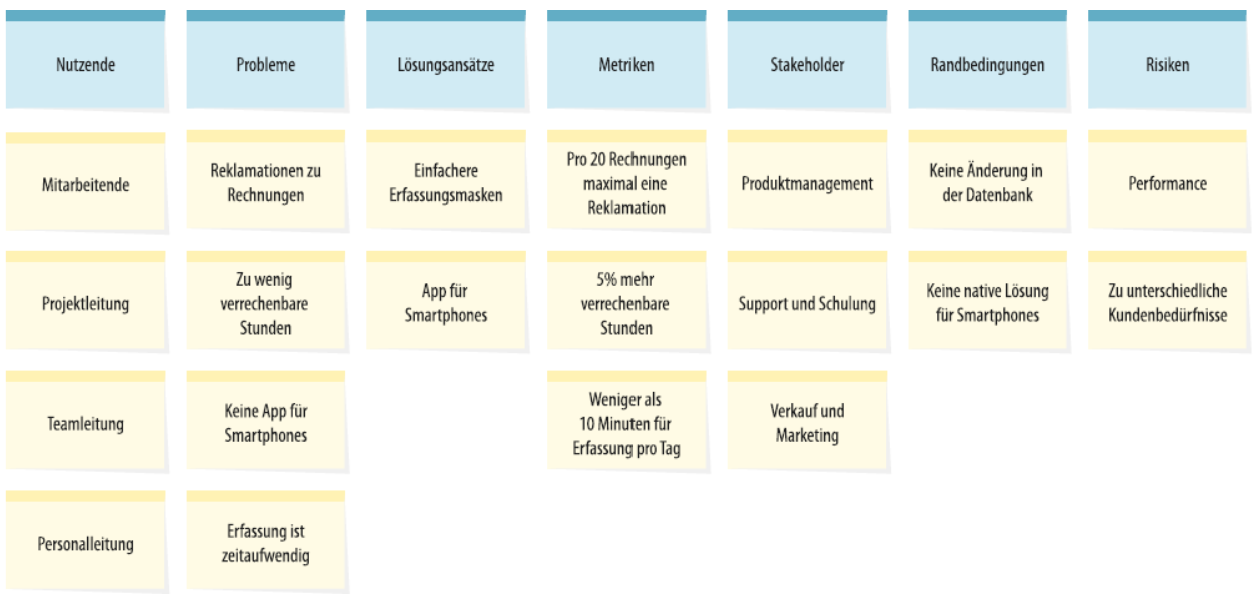 Nutzende
Probleme
Lösungsansätze
Metriken
Stakeholder
Randbedingungen
Risiken
Mitarbeitende
Reklamationen zu
Rechnungen
Einfachere
Erfassungsmasken
Pro 20 Rechnungen
maximal eine
Reklamation
Produktmanagement
Keine Änderung in
der Datenbank
Performance
Projektleitung
Zu wenig
verrechenbare
Stunden
App für
Smartphones
5% mehr
verrechenbare
Stunden
Support und Schulung
Keine native Lösung
für Smartphones
Zu unterschiedliche
Kundenbedürfnisse
Teamleitung
Keine App für
Smartphones
Weniger als
10 Minuten für
Erfassung pro Tag
Verkauf und
Marketing
Personalleitung
Erfassung ist
zeitaufwendig